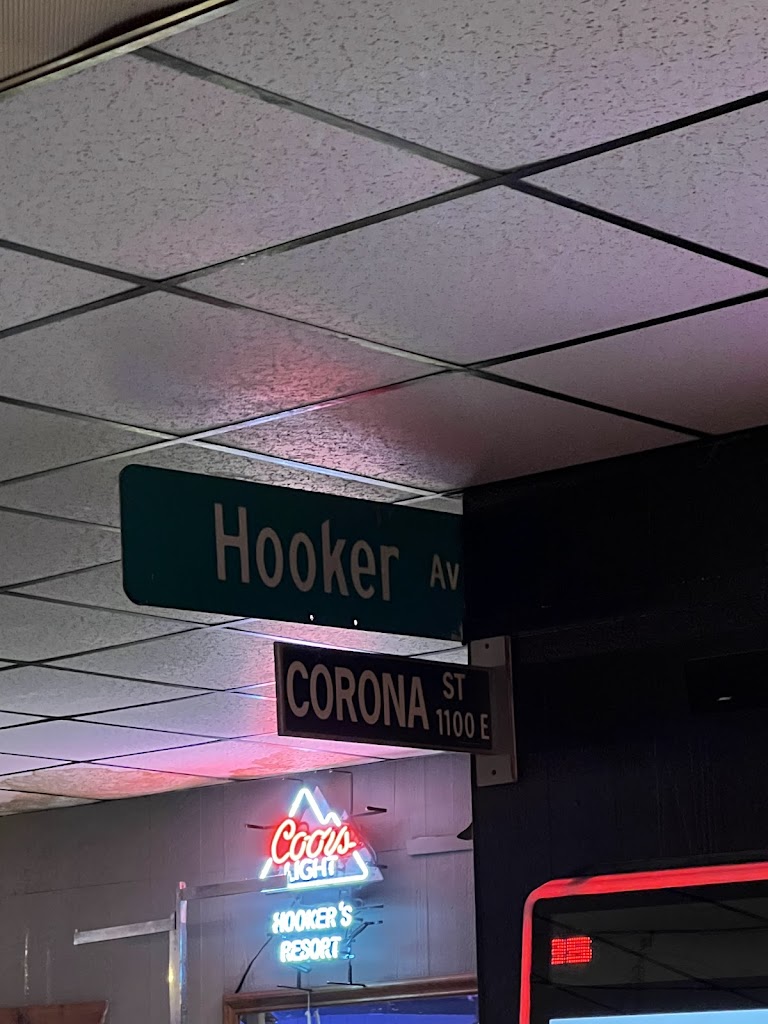 Hooker Av
CORONA ST
1100 E
Coors
LIGHT
HOOKER'S
RESORT